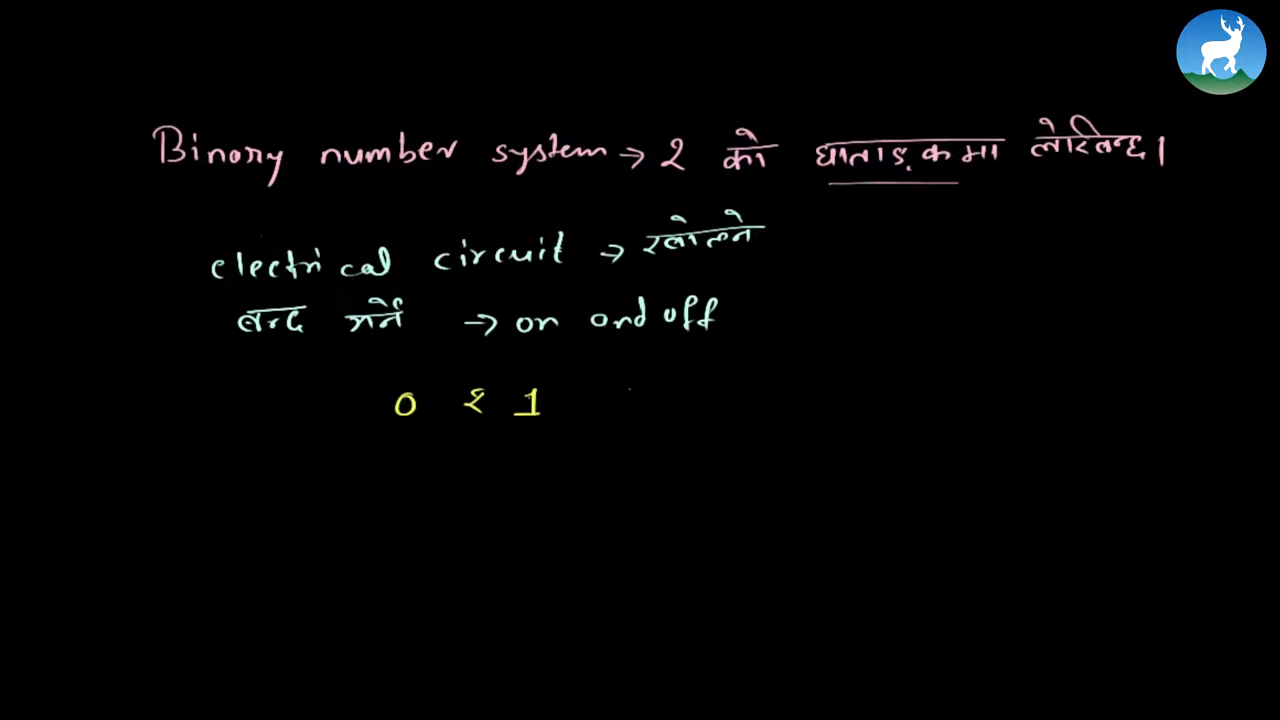 Binary number system → 2 को घाताङ्कमा लेखिन्छ।
electrical circuit → खोल्ने
बन्द गर्ने → on and off
0 र 1